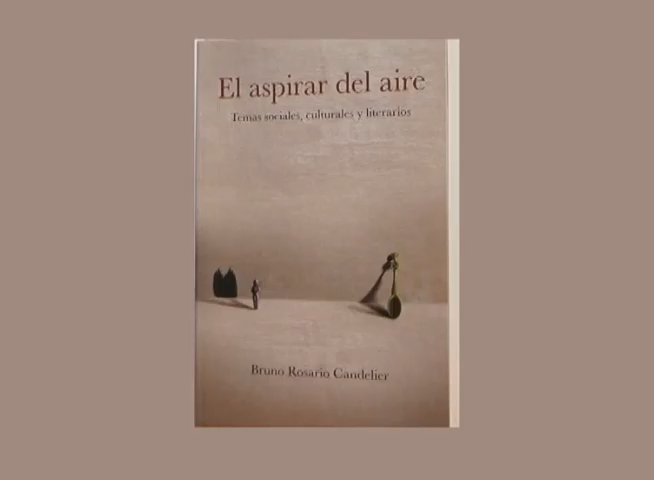 El aspirar del aire
Temas sociales, culturales y literarios
Bruno Rosario Candelier